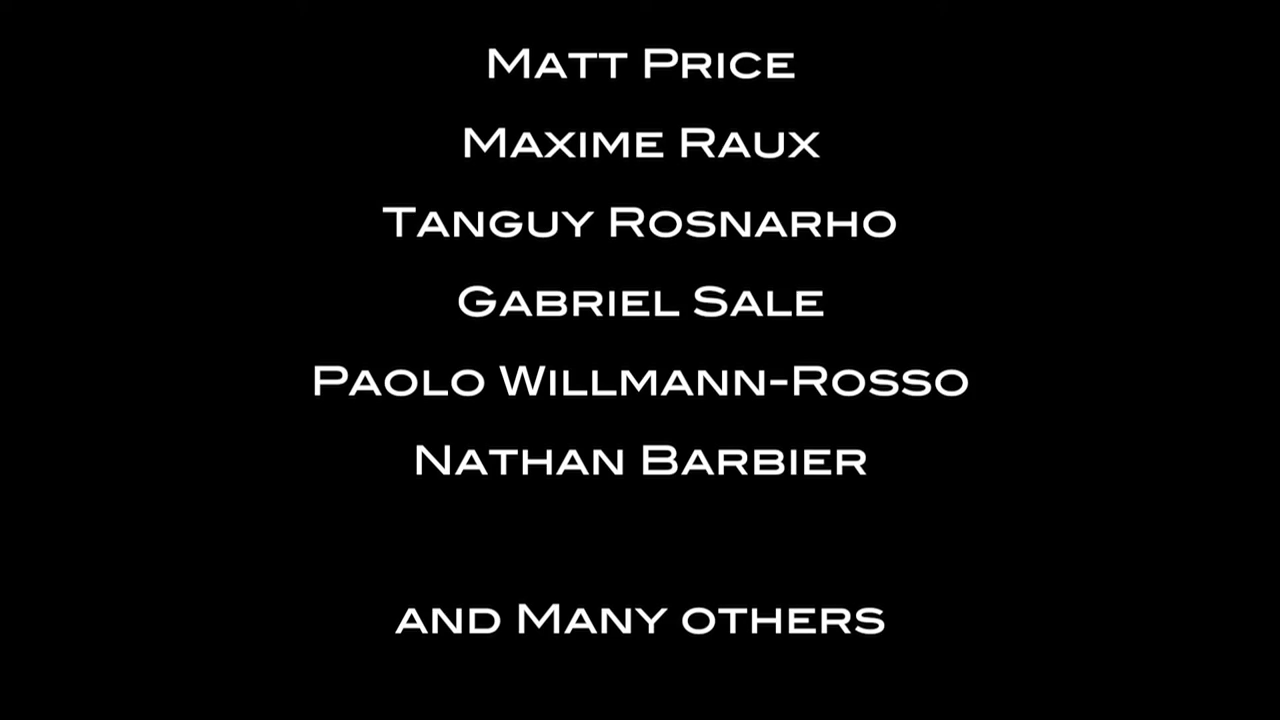 Matt Price
Maxime Raux
Tanguy Rosnarho
Gabriel Sale
Paolo Willmann-Rosso
Nathan Barbier
and Many others